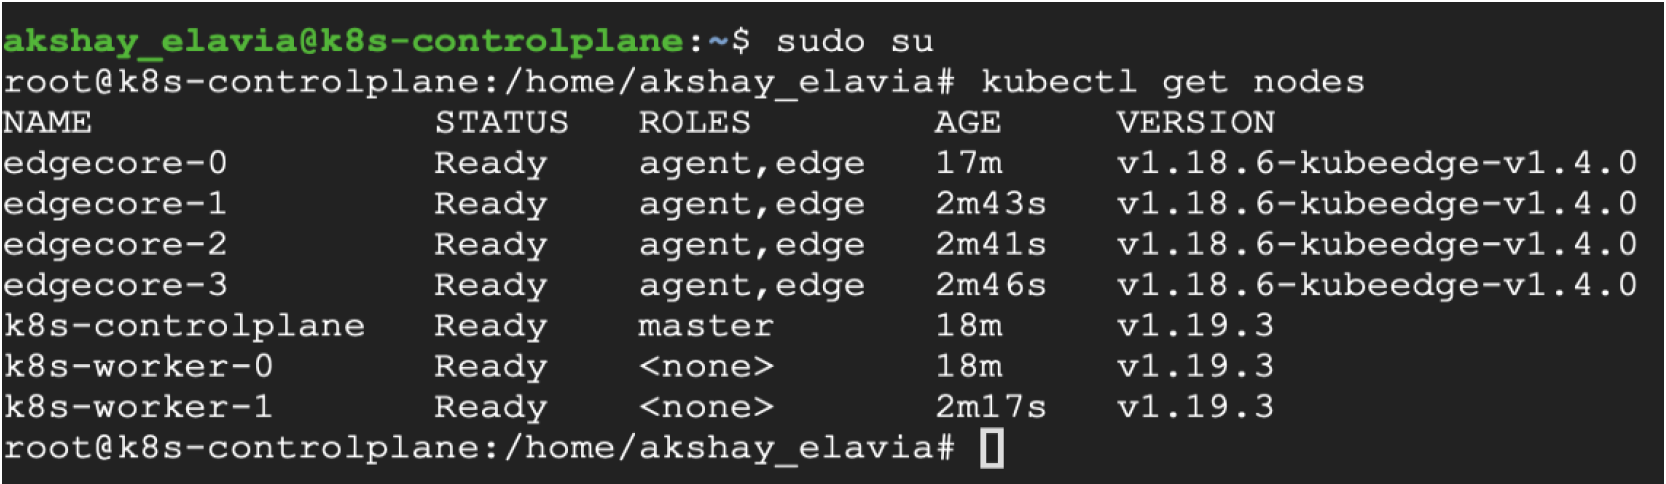 akshay_elavia@k8s-controlplane:~$ sudo su
root@k8s-controlplane:/home/akshay_elavia# kubectl get nodes
NAME STATUS ROLES AGE VERSION
edgecore-0 Ready agent,edge 17m v1.18.6-kubeedge-v1.4.0
edgecore-1 Ready agent,edge 2m43s v1.18.6-kubeedge-v1.4.0
edgecore-2 Ready agent,edge 2m41s v1.18.6-kubeedge-v1.4.0
edgecore-3 Ready agent,edge 2m46s v1.18.6-kubeedge-v1.4.0
k8s-controlplane Ready master 18m v1.19.3
k8s-worker-0 Ready <none> 18m v1.19.3
k8s-worker-1 Ready <none> 2m17s v1.19.3
root@k8s-controlplane:/home/akshay_elavia#